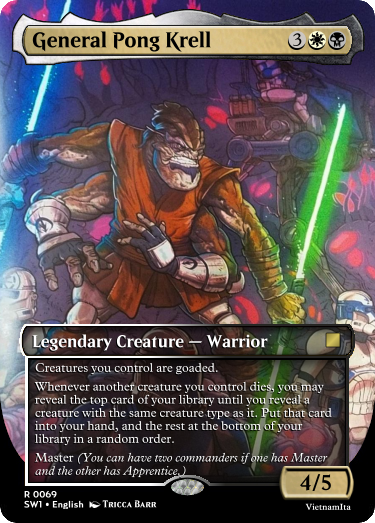 General Pong Krell 3
Legendary Creature — Warrior
Creatures you control are goaded.
Whenever another creature you control dies, you may
reveal the top card of your library until you reveal a
creature with the same creature type as it. Put that card
into your hand, and the rest at the bottom of your
library in a random order.
Master (You can have two commanders if one has Master
and the other has Apprentice.)
4/5
R 0069
SW1 • English Tricca Barr
VietnamIta